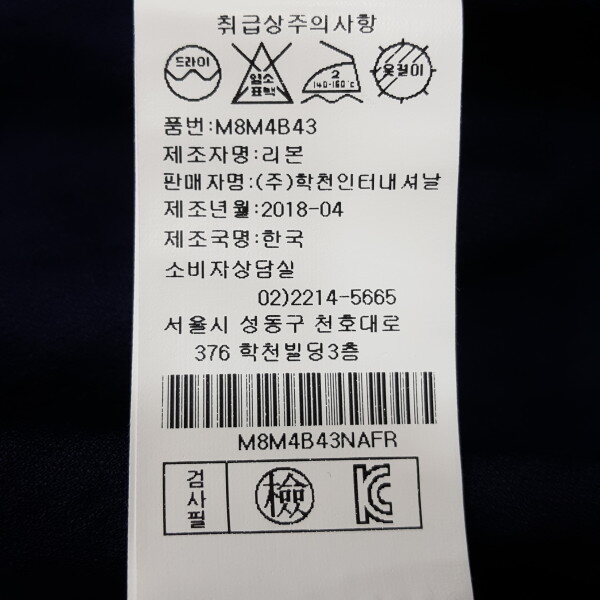 취급상주의사항
드라이 염소 표백 2 140-160℃ 옷걸이
품번:M8M4B43
제조자명:리본
판매자명:(주)학천인터내셔날
제조년월:2018-04
제조국명:한국
소비자상담실
02)2214-5665
서울시 성동구 천호대로
376 학천빌딩3층
M8M4B43NAFR
검사필 檢 KC